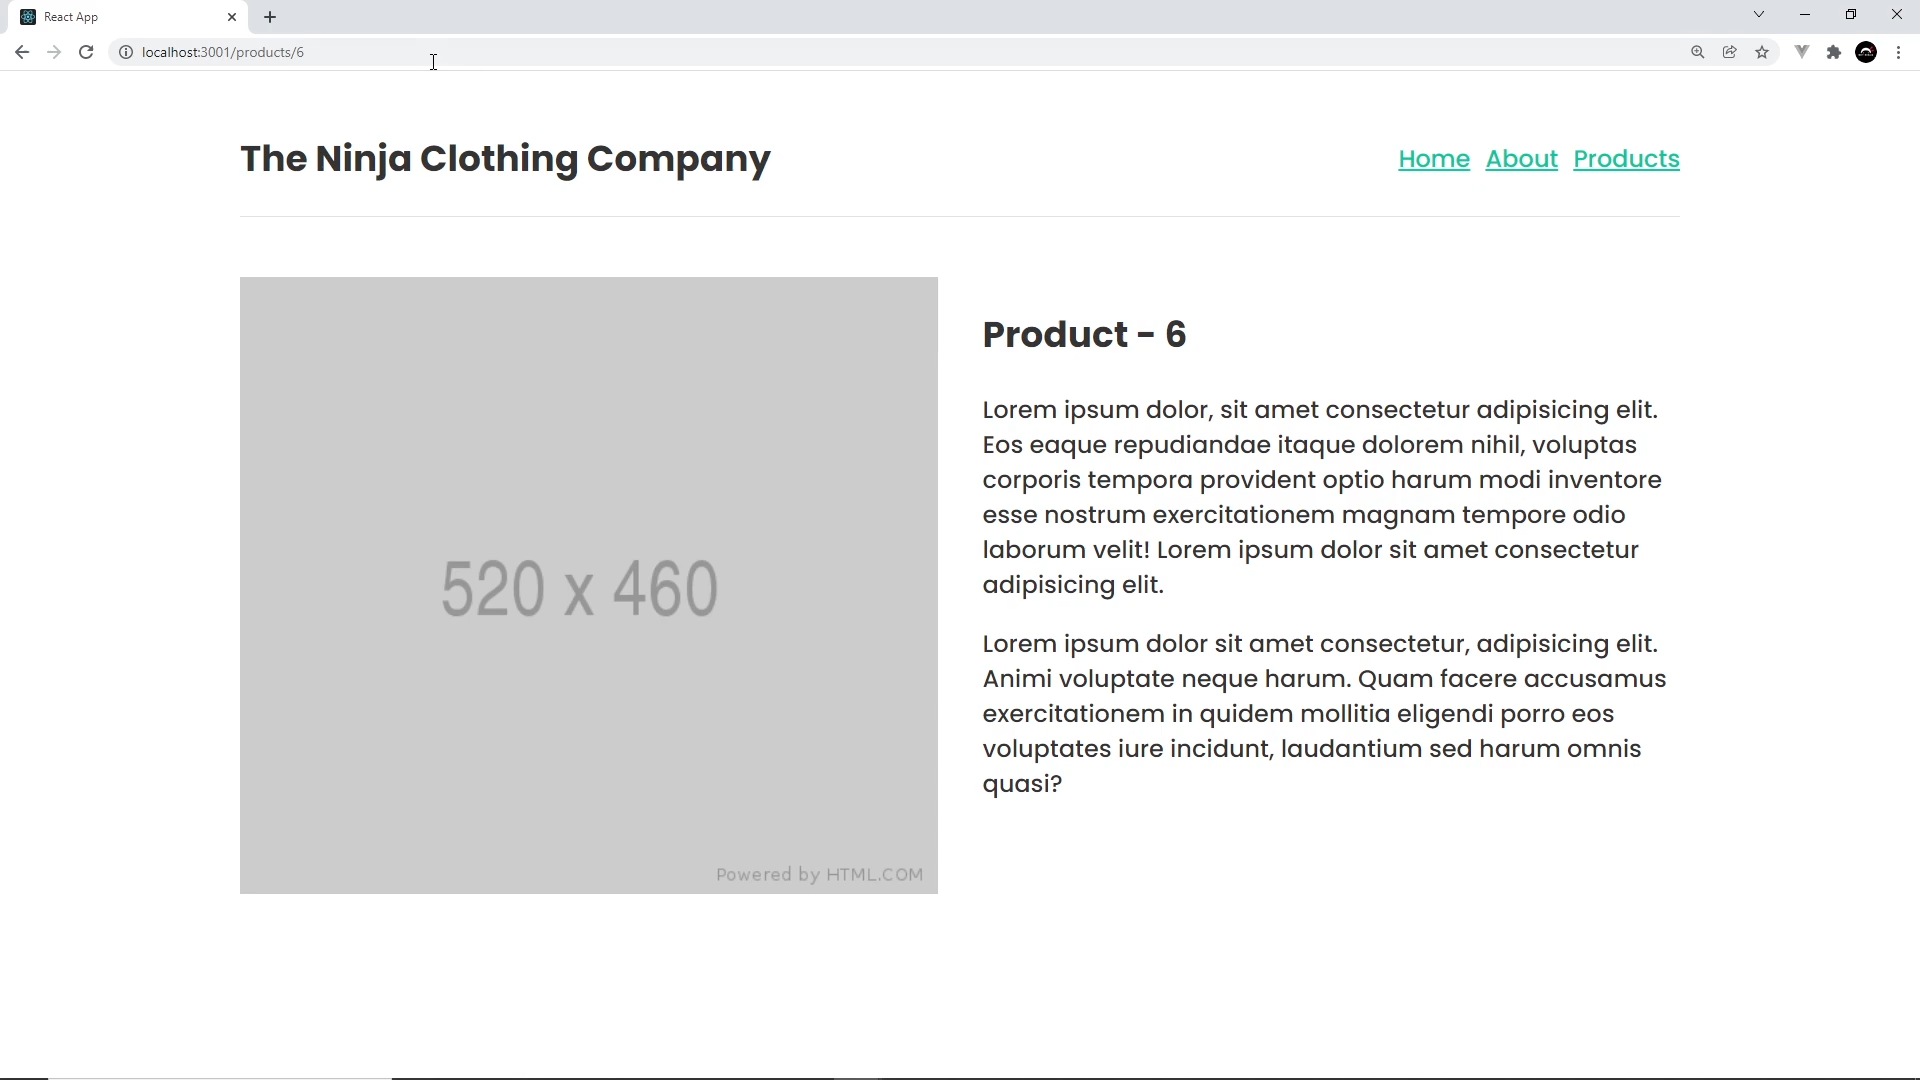 React App
localhost:3001/products/6
The Ninja Clothing Company
Home About Products
520 x 460
Powered by HTML.COM
Product - 6
Lorem ipsum dolor, sit amet consectetur adipisicing elit.
Eos eaque repudiandae itaque dolorem nihil, voluptas
corporis tempora provident optio harum modi inventore
esse nostrum exercitationem magnam tempore odio
laborum velit! Lorem ipsum dolor sit amet consectetur
adipisicing elit.
Lorem ipsum dolor sit amet consectetur, adipisicing elit.
Animi voluptate neque harum. Quam facere accusamus
exercitationem in quidem mollitia eligendi porro eos
voluptates iure incidunt, laudantium sed harum omnis
quasi?